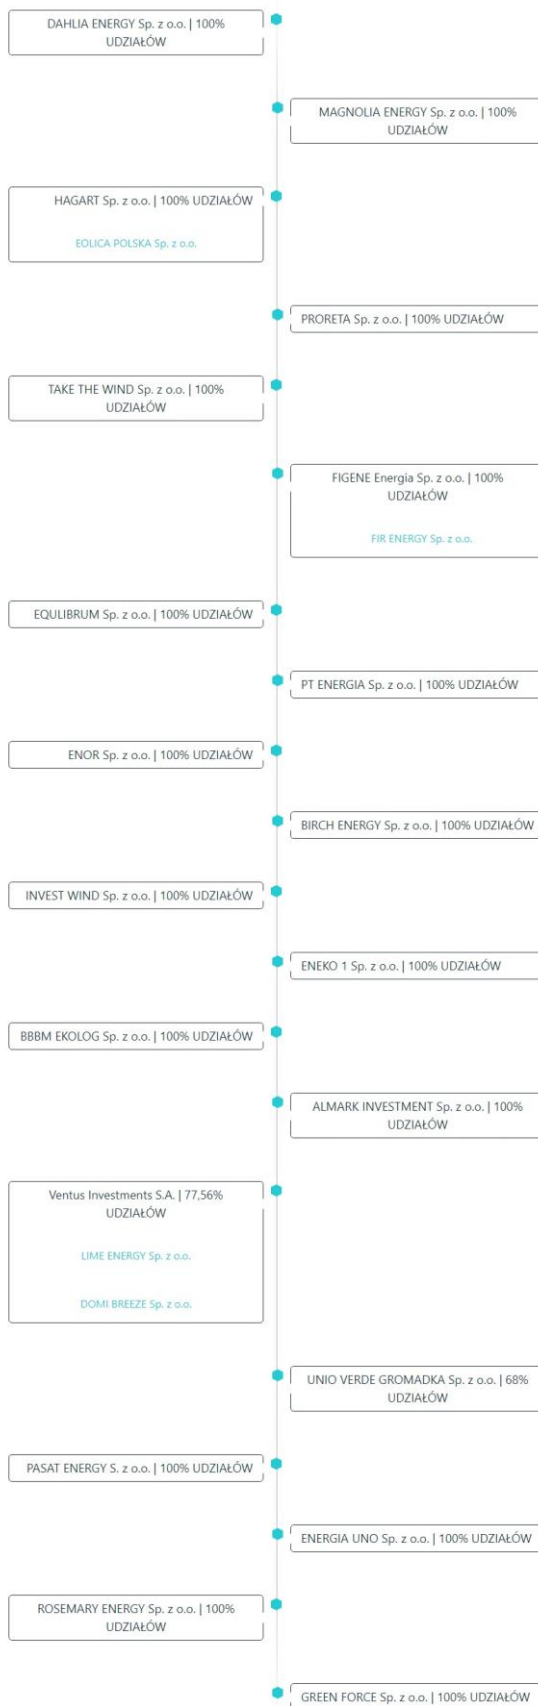 DAHLIA ENERGY Sp. z o.o. | 100%
UDZIAŁÓW
MAGNOLIA ENERGY Sp. z o.o. | 100%
UDZIAŁÓW
HAGART Sp. z o.o. | 100% UDZIAŁÓW
EOLICA POLSKA Sp. z o.o.
PRORETA Sp. z o.o. | 100% UDZIAŁÓW
TAKE THE WIND Sp. z o.o. | 100%
UDZIAŁÓW
FIGENE Energia Sp. z o.o. | 100%
UDZIAŁÓW
FIR ENERGY Sp. z o.o.
EQULIBRUM Sp. z o.o. | 100% UDZIAŁÓW
PT ENERGIA Sp. z o.o. | 100% UDZIAŁÓW
ENOR Sp. z o.o. | 100% UDZIAŁÓW
BIRCH ENERGY Sp. z o.o. | 100% UDZIAŁÓW
INVEST WIND Sp. z o.o. | 100% UDZIAŁÓW
ENEKO 1 Sp. z o.o. | 100% UDZIAŁÓW
BBBM EKOLOG Sp. z o.o. | 100% UDZIAŁÓW
ALMARK INVESTMENT Sp. z o.o. | 100%
UDZIAŁÓW
Ventus Investments S.A. | 77,56%
UDZIAŁÓW
LIME ENERGY Sp. z o.o.
DOMI BREEZE Sp. z o.o.
UNIO VERDE GROMADKA Sp. z o.o. | 68%
UDZIAŁÓW
PASAT ENERGY S. z o.o. | 100% UDZIAŁÓW
ENERGIA UNO Sp. z o.o. | 100% UDZIAŁÓW
ROSEMARY ENERGY Sp. z o.o. | 100%
UDZIAŁÓW
GREEN FORCE Sp. z o.o. | 100% UDZIAŁÓW